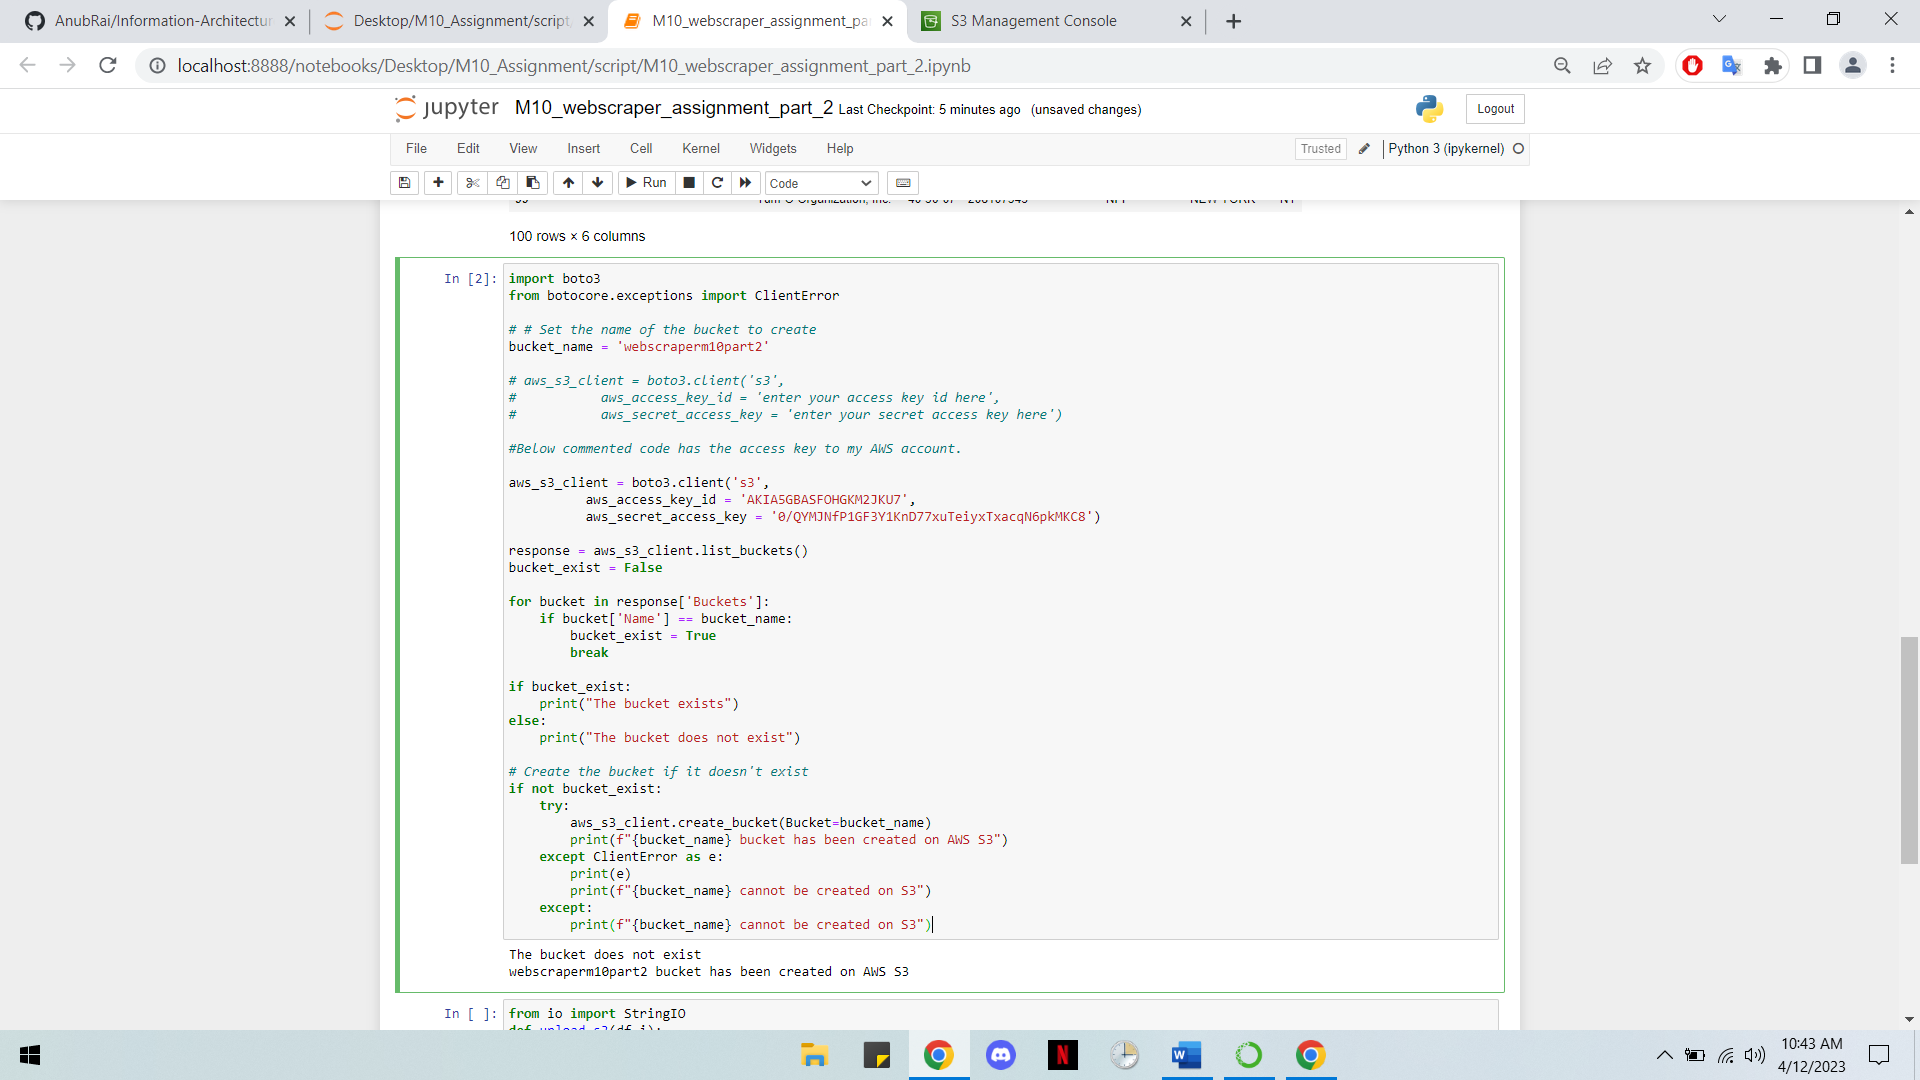 AnubRai/Information-Architectur
Desktop/M10_Assignment/script
M10_webscraper_assignment_pa
S3 Management Console
localhost:8888/notebooks/Desktop/M10_Assignment/script/M10_webscraper_assignment_part_2.ipynb
jupyter M10_webscraper_assignment_part_2 Last Checkpoint: 5 minutes ago (unsaved changes)
Logout
File Edit View Insert Cell Kernel Widgets Help
Trusted Python 3 (ipykernel)
Run Code
100 rows × 6 columns
In [2]: import boto3
from botocore.exceptions import ClientError
# # Set the name of the bucket to create
bucket_name = 'webscraperm10part2'
# aws_s3_client = boto3.client('s3',
# aws_access_key_id = 'enter your access key id here',
# aws_secret_access_key = 'enter your secret access key here')
#Below commented code has the access key to my AWS account.
aws_s3_client = boto3.client('s3',
aws_access_key_id = 'AKIA5GBASFOHGKM2JKU7',
aws_secret_access_key = '0/QYMJNfP1GF3Y1KnD77xuTeiyxTxacqN6pkMKC8')
response = aws_s3_client.list_buckets()
bucket_exist = False
for bucket in response['Buckets']:
if bucket['Name'] == bucket_name:
bucket_exist = True
break
if bucket_exist:
print("The bucket exists")
else:
print("The bucket does not exist")
# Create the bucket if it doesn't exist
if not bucket_exist:
try:
aws_s3_client.create_bucket(Bucket=bucket_name)
print(f"{bucket_name} bucket has been created on AWS S3")
except ClientError as e:
print(e)
print(f"{bucket_name} cannot be created on S3")
except:
print(f"{bucket_name} cannot be created on S3")
The bucket does not exist
webscraperm10part2 bucket has been created on AWS S3
In [ ]: from io import StringIO
10:43 AM
4/12/2023